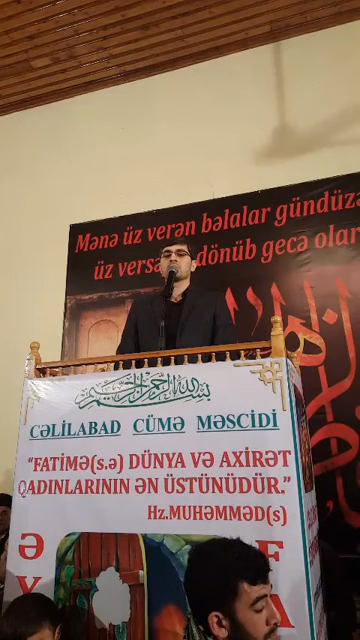 Mənə üz verən bəlalar gündüzə
üz versə dönüb gecə olar
بسم الله الرحمن الرحيم
CƏLİLABAD CÜMƏ MƏSCİDİ
“FATİMƏ(s.ə) DÜNYA VƏ AXİRƏT
QADINLARININ ƏN ÜSTÜNÜDÜR.”
Hz.MUHƏMMƏD(s)